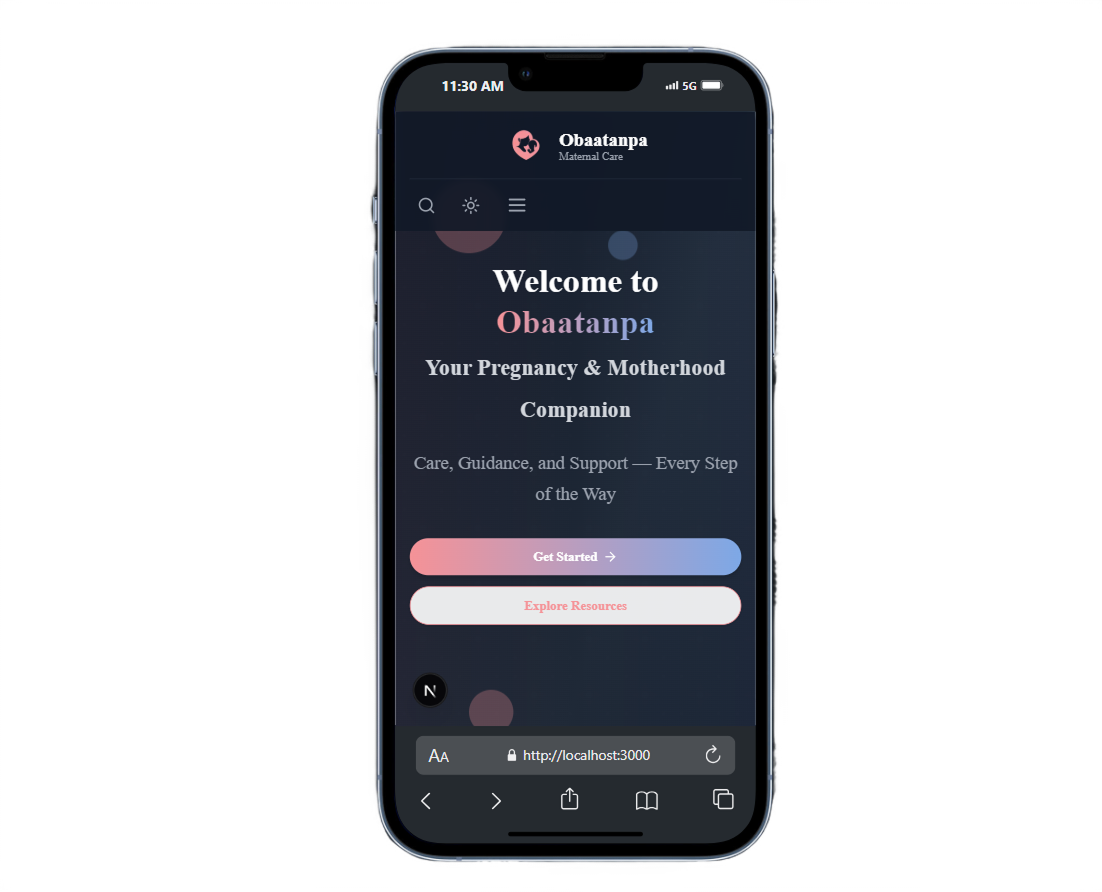 11:30 AM 5G
Obaatanpa
Maternal Care
Welcome to
Obaatanpa
Your Pregnancy & Motherhood
Companion
Care, Guidance, and Support — Every Step
of the Way
Get Started →
Explore Resources
N
AA http://localhost:3000